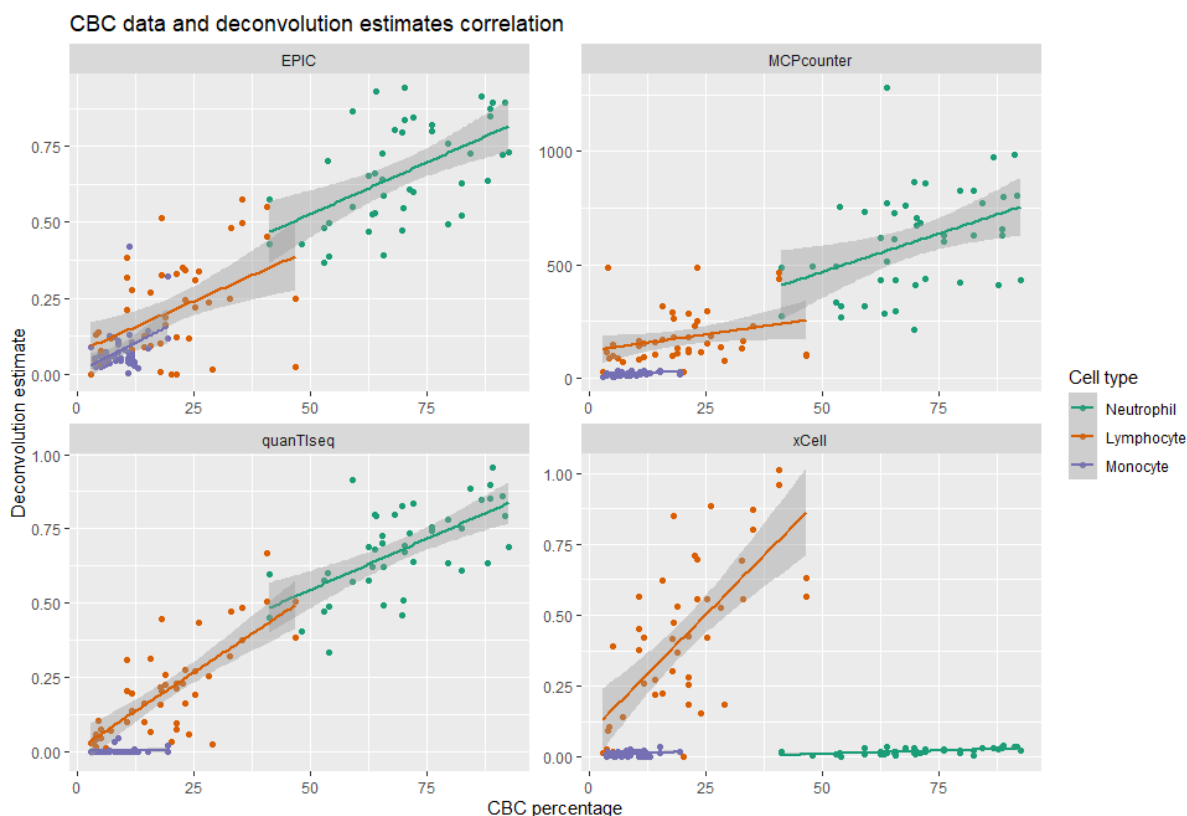 CBC data and deconvolution estimates correlation
EPIC
MCPcounter
0.75
0.50
0.25
0.00
1000
500
0
0 25 50 75
0 25 50 75
quanTIseq
xCell
1.00
0.75
0.50
0.25
0.00
1.00
0.75
0.50
0.25
0.00
0 25 50 75
0 25 50 75
Deconvolution estimate
CBC percentage
Cell type
Neutrophil
Lymphocyte
Monocyte